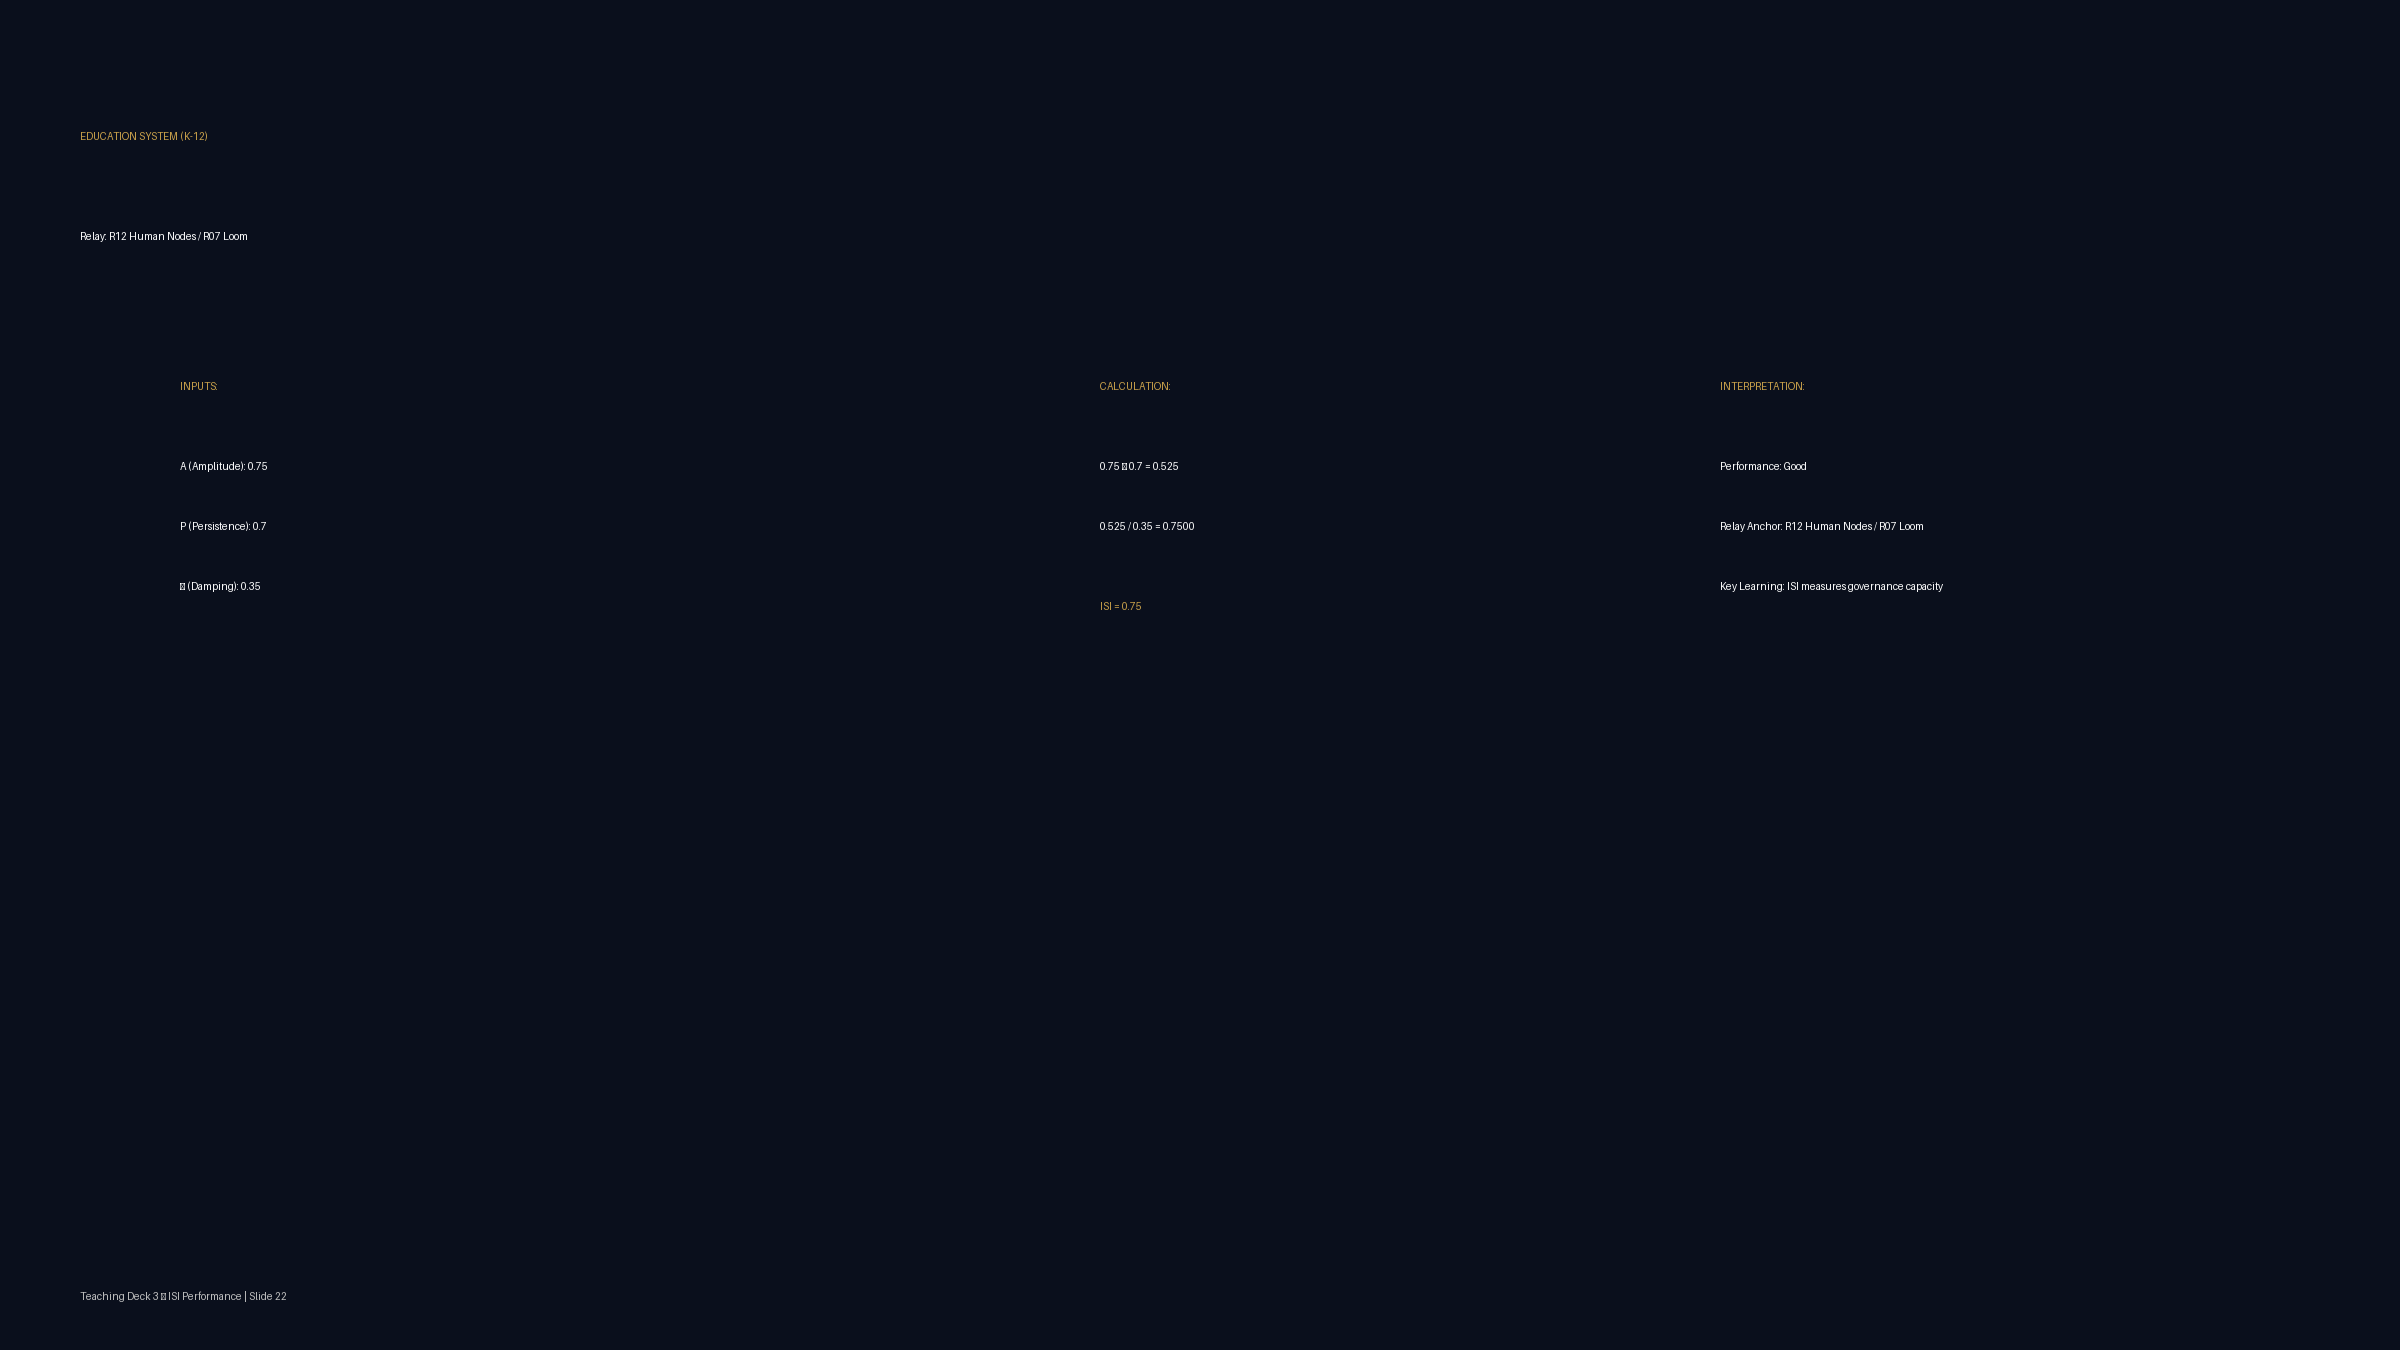 EDUCATION SYSTEM (K-12)
Relay: R12 Human Nodes / R07 Loom
INPUTS:
A (Amplitude): 0.75
P (Persistence): 0.7
(Damping): 0.35
CALCULATION:
0.75 0.7 = 0.525
0.525 / 0.35 = 0.7500
ISI = 0.75
INTERPRETATION:
Performance: Good
Relay Anchor: R12 Human Nodes / R07 Loom
Key Learning: ISI measures governance capacity
Teaching Deck 3 ISI Performance | Slide 22